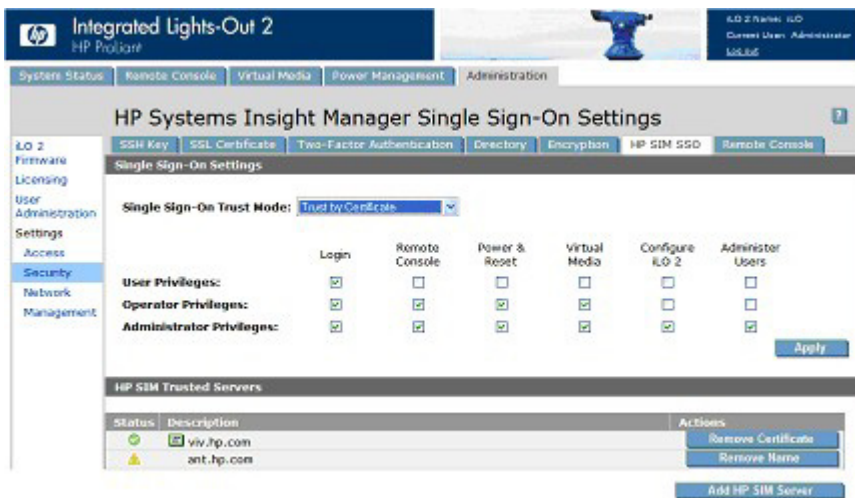 hp
Integrated Lights-Out 2
HP ProLiant
iLO 2 Name: iLO
Current User: Administrator
Log out
System Status Remote Console Virtual Media Power Management Administration
HP Systems Insight Manager Single Sign-On Settings
?
SSH Key SSL Certificate Two-Factor Authentication Directory Encryption HP SIM SSO Remote Console
iLO 2 Firmware
Licensing
User Administration
Settings
Access
Security
Network
Management
Single Sign-On Settings
Single Sign-On Trust Mode: Trust by Certificate
Login Remote Console Power & Reset Virtual Media Configure iLO 2 Administer Users
User Privileges:
Operator Privileges:
Administrator Privileges:
Apply
HP SIM Trusted Servers
Status Description Actions
viv.hp.com Remove Certificate
ant.hp.com Remove Name
Add HP SIM Server